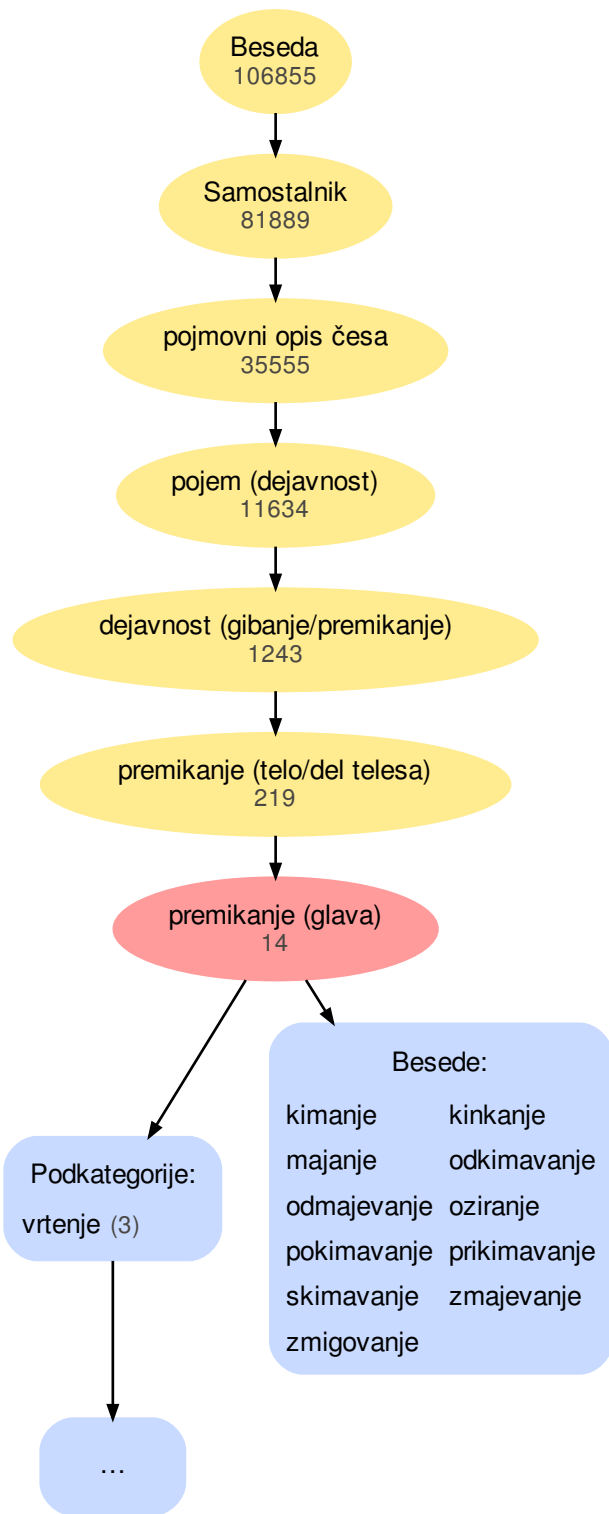 Beseda
106855
Samostalnik
81889
pojmovni opis česa
35555
pojem (dejavnost)
11634
dejavnost (gibanje/premikanje)
1243
premikanje (telo/del telesa)
219
premikanje (glava)
14
Besede:
kimanje kinkanje
majanje odkimavanje
odmajevanje oziranje
pokimavanje prikimavanje
skimavanje zmajevanje
zmigovanje
Podkategorije:
vrtenje (3)
...